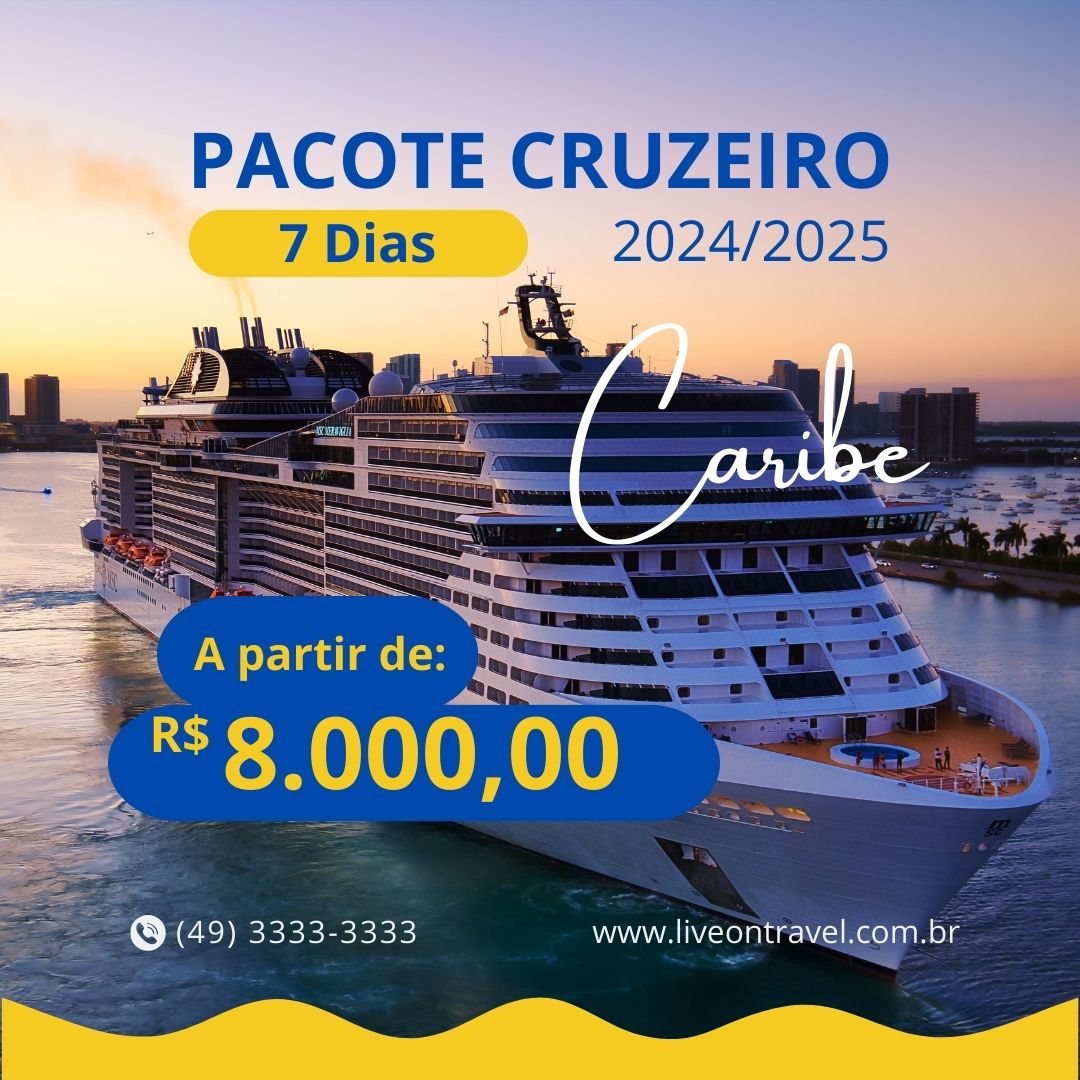 PACOTE CRUZEIRO
7 Dias
2024/2025
Caribe
A partir de:
R$ 8.000,00
(49) 3333-3333
www.liveontravel.com.br